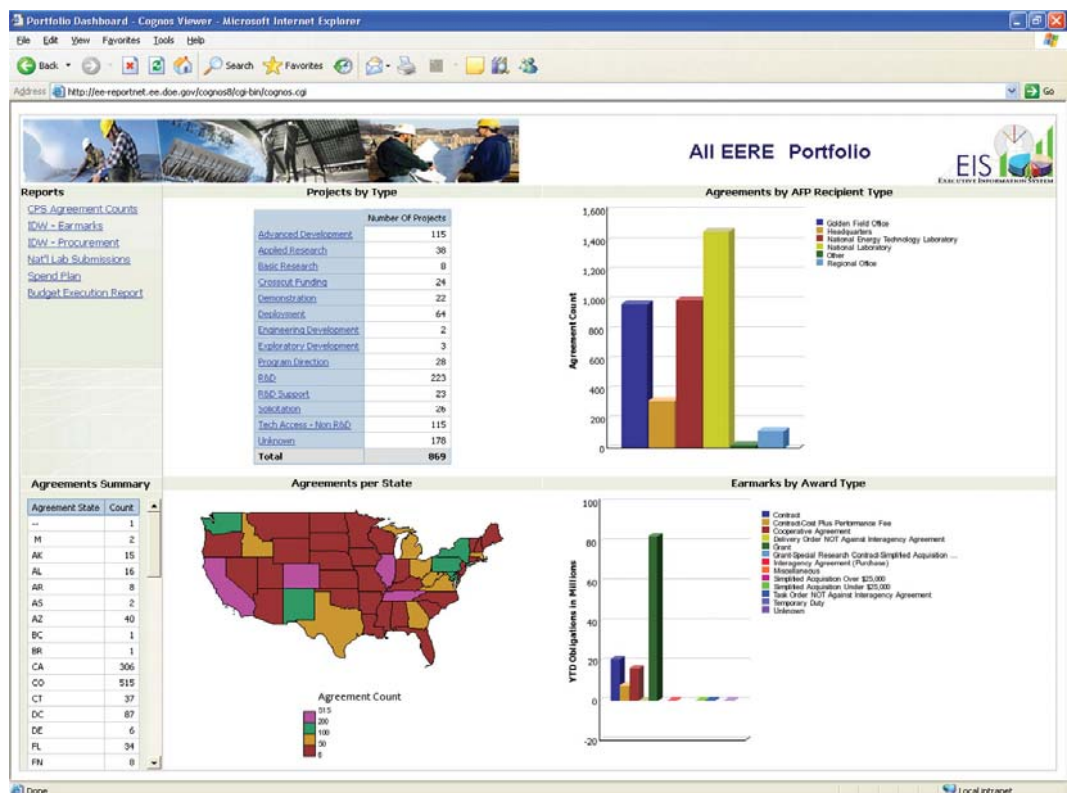 Portfolio Dashboard - Cognos Viewer - Microsoft Internet Explorer
File Edit View Favorites Tools Help
Back Search Favorites
Address http://ee-reportnet.ee.doe.gov/cognos8/cgi-bin/cognos.cgi Go
All EERE Portfolio
EIS
EXECUTIVE INFORMATION SYSTEM
Reports
CPS Agreement Counts
IDW - Earmarks
IDW - Procurement
Nat'l Lab Submissions
Spend Plan
Budget Execution Report
Projects by Type
Number Of Projects
Advanced Development 115
Applied Research 38
Basic Research 8
Crosscut Funding 24
Demonstration 22
Deployment 64
Engineering Development 2
Exploratory Development 3
Program Direction 28
R&D 223
R&D Support 23
Solicitation 26
Tech Access - Non R&D 115
Unknown 178
Total 869
Agreements by AFP Recipient Type
Agreement Count
1,600
1,400
1,200
1,000
800
600
400
200
0
Golden Field Office
Headquarters
National Energy Technology Laboratory
National Laboratory
Other
Regional Office
Agreements Summary
Agreement State Count
-- 1
M 2
AK 15
AL 16
AR 8
AS 2
AZ 40
BC 1
BR 1
CA 306
CO 515
CT 37
DC 87
DE 6
FL 34
FN 8
Agreements per State
Agreement Count
515
200
100
50
0
Earmarks by Award Type
YTD Obligations in Millions
100
80
60
40
20
0
-20
Contract
Contract-Cost Plus Performance Fee
Cooperative Agreement
Delivery Order NOT Against Interagency Agreement
Grant
Grant-Special Research Contract-Simplified Acquisition ...
Interagency Agreement (Purchase)
Miscellaneous
Simplified Acquisition Over $25,000
Simplified Acquisition Under $25,000
Task Order NOT Against Interagency Agreement
Temporary Duty
Unknown
Done Local intranet